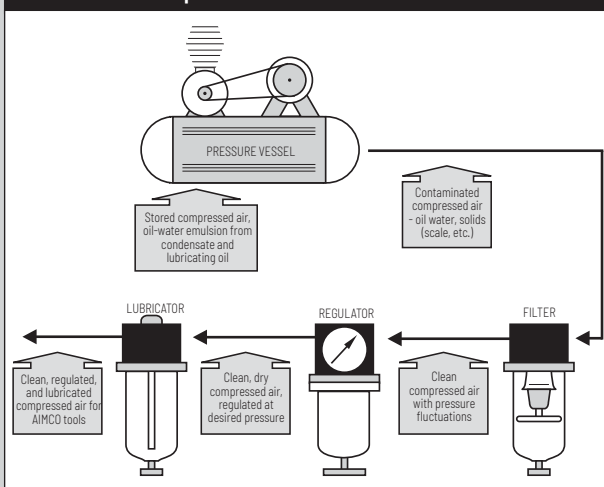 PRESSURE VESSEL
Stored compressed air,
oil-water emulsion from
condensate and
lubricating oil
Contaminated
compressed air
- oil water, solids
(scale, etc.)
LUBRICATOR
REGULATOR
FILTER
Clean, regulated,
and lubricated
compressed air for
AIMCO tools
Clean, dry
compressed air,
regulated at
desired pressure
Clean
compressed air
with pressure
fluctuations